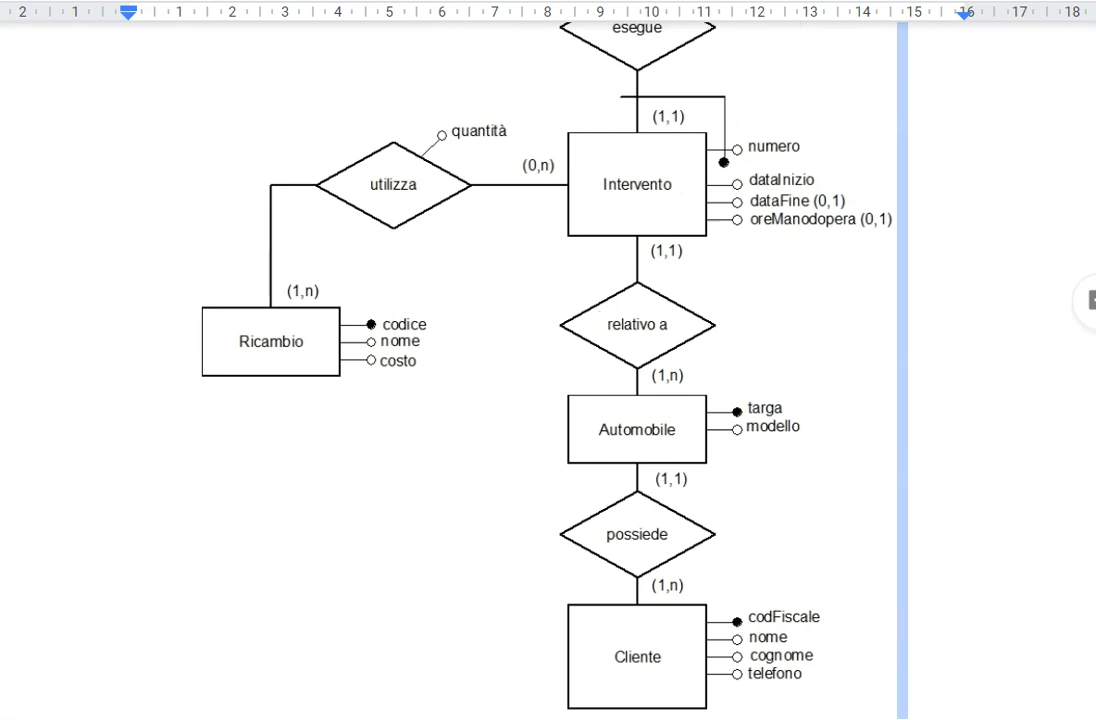 2 1 1 2 3 4 5 6 7 8 9 10 11 12 13 14 15 16 17 18
esegue
(1,1)
quantità
utilizza
(0,n)
Intervento
numero
dataInizio
dataFine (0,1)
oreManodopera (0,1)
(1,1)
(1,n)
Ricambio
codice
nome
costo
relativo a
(1,n)
Automobile
targa
modello
(1,1)
possiede
(1,n)
Cliente
codFiscale
nome
cognome
telefono